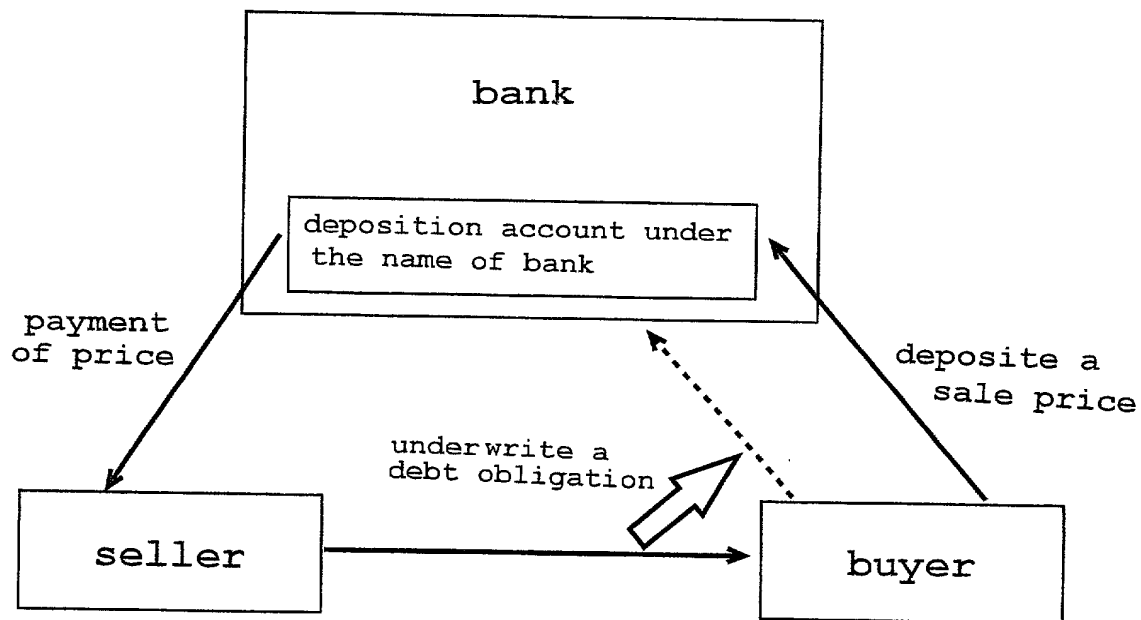 bank
deposition account under
the name of bank
payment
of price
deposite a
sale price
underwrite a
debt obligation
seller
buyer